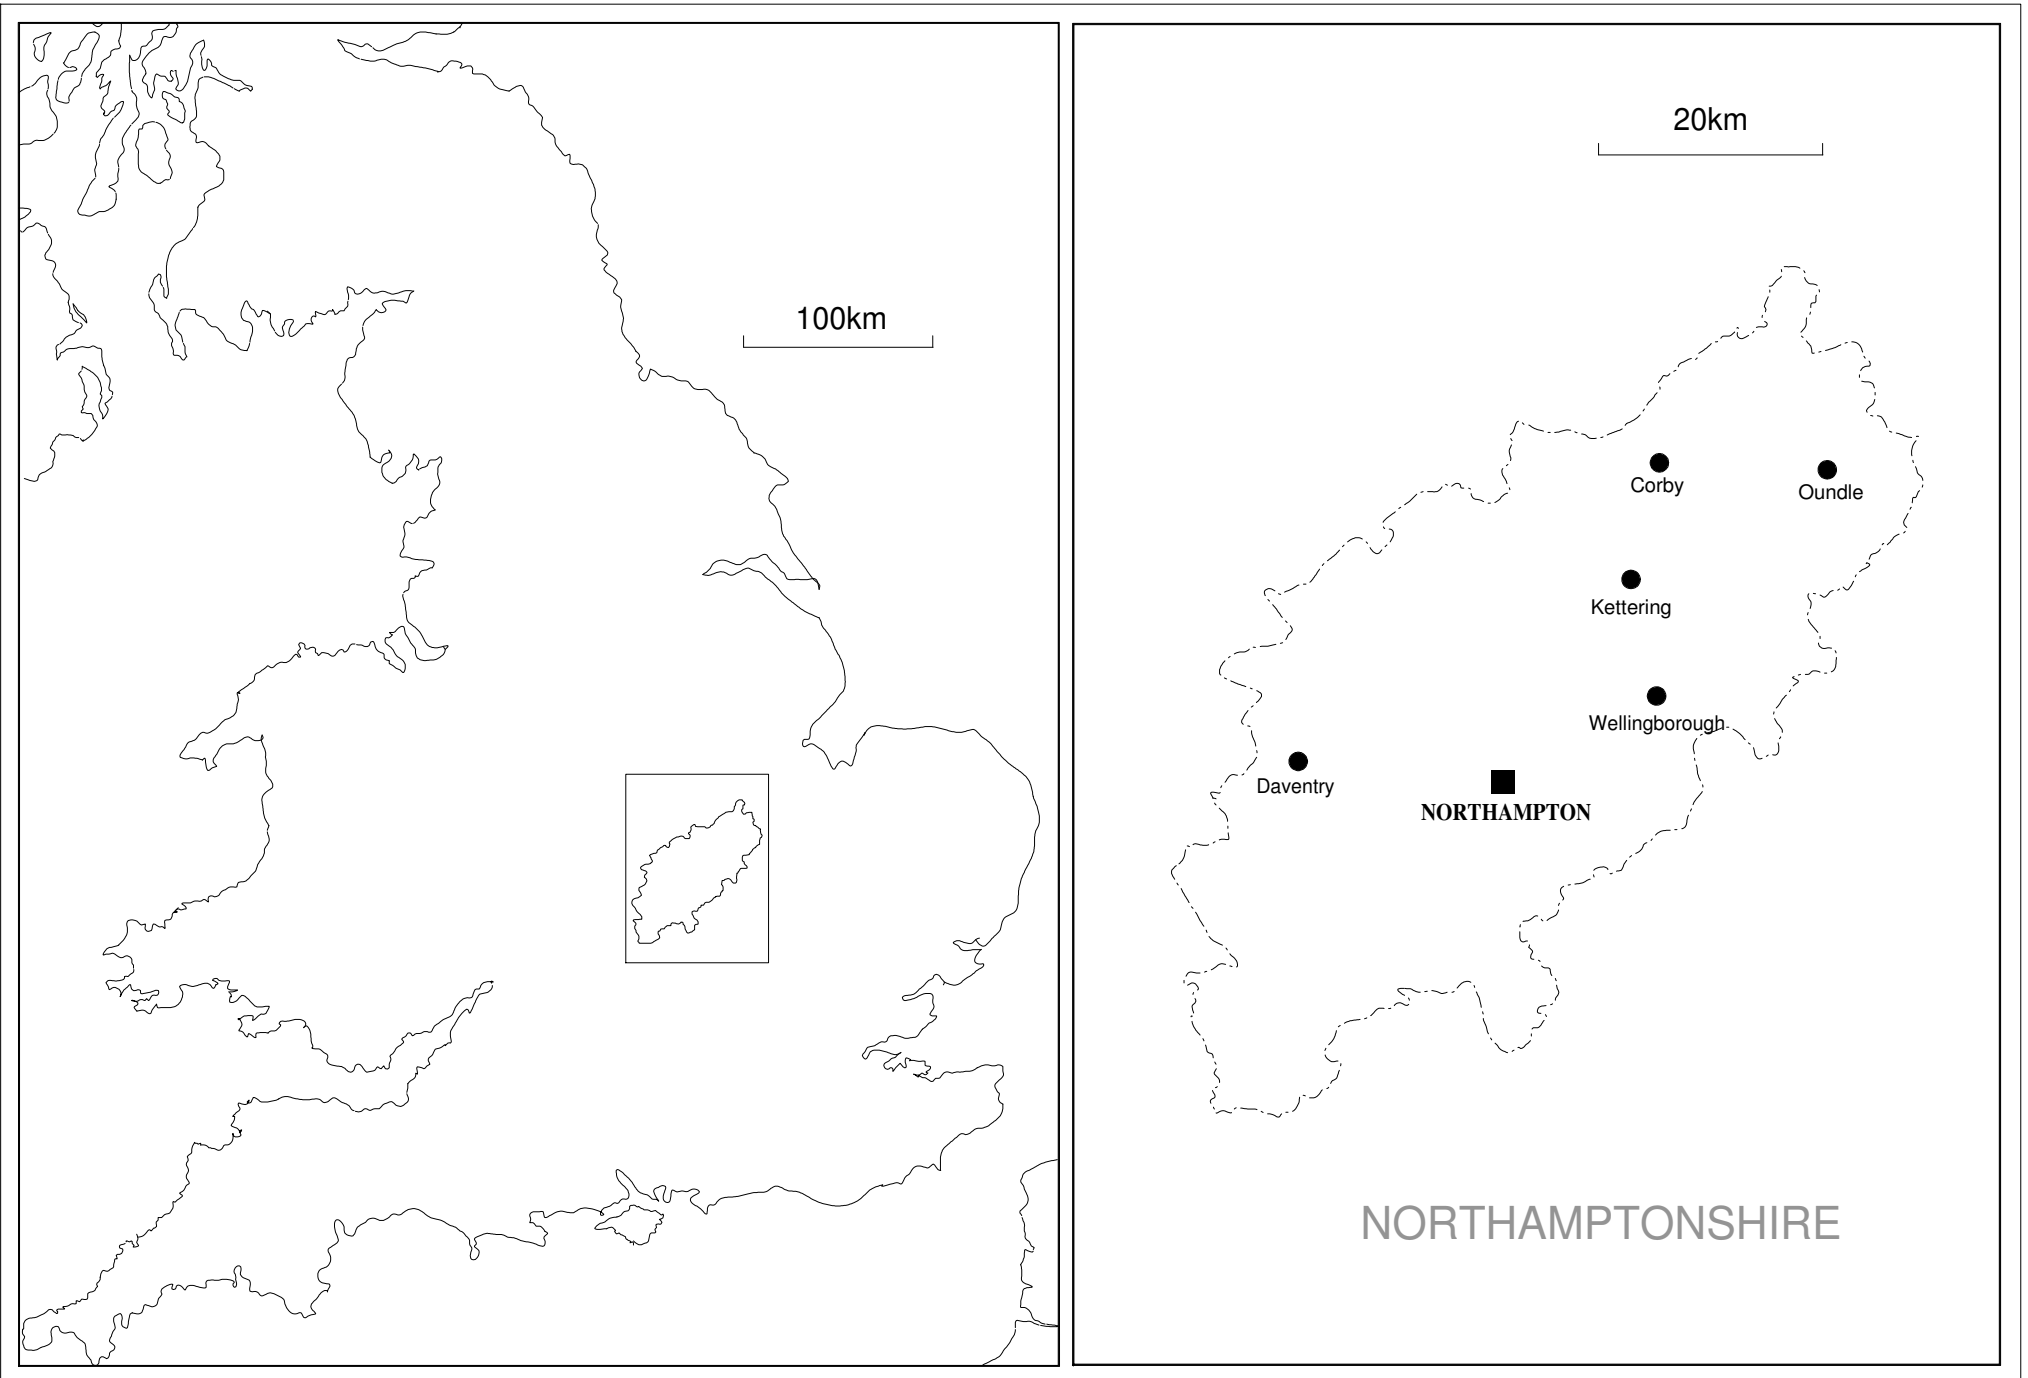 100km
20km
Corby
Oundle
Kettering
Wellingborough
Daventry
NORTHAMPTON
NORTHAMPTONSHIRE